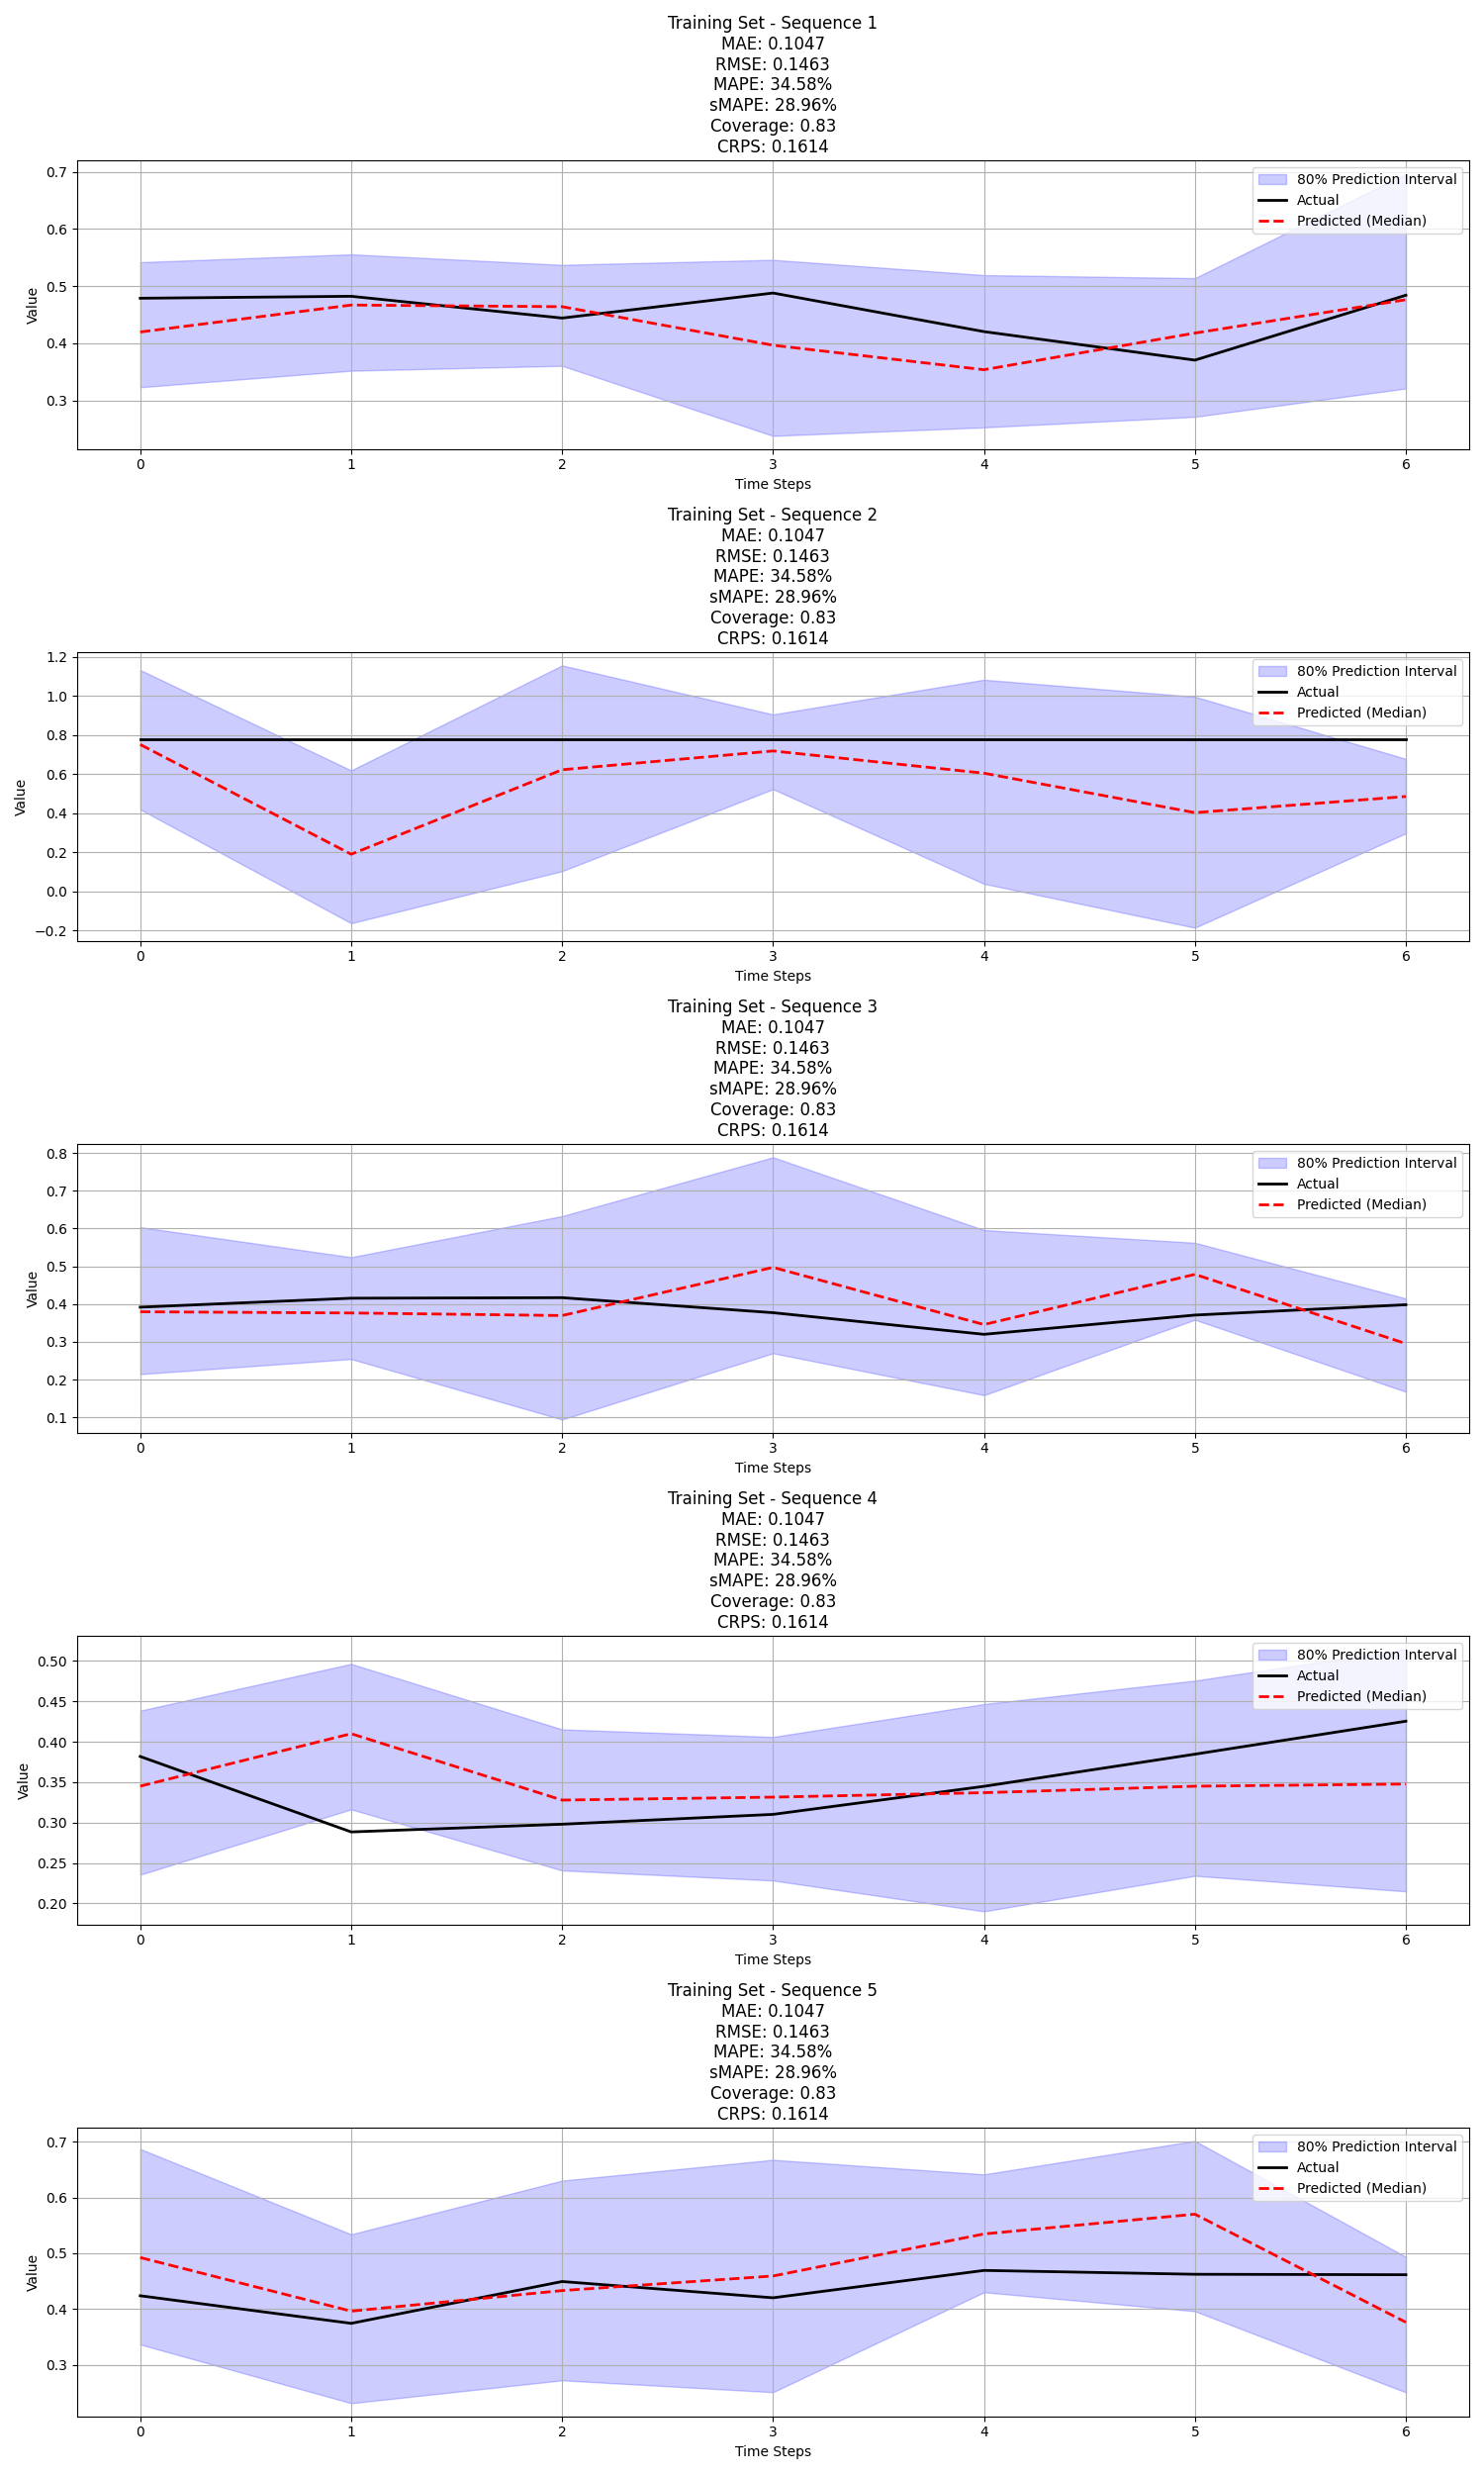 Training Set - Sequence 1
MAE: 0.1047
RMSE: 0.1463
MAPE: 34.58%
sMAPE: 28.96%
Coverage: 0.83
CRPS: 0.1614
80% Prediction Interval
Actual
Predicted (Median)
0.7
0.6
0.5
0.4
0.3
Value
0 1 2 3 4 5 6
Time Steps
Training Set - Sequence 2
MAE: 0.1047
RMSE: 0.1463
MAPE: 34.58%
sMAPE: 28.96%
Coverage: 0.83
CRPS: 0.1614
80% Prediction Interval
Actual
Predicted (Median)
1.2
1.0
0.8
0.6
0.4
0.2
0.0
−0.2
Value
0 1 2 3 4 5 6
Time Steps
Training Set - Sequence 3
MAE: 0.1047
RMSE: 0.1463
MAPE: 34.58%
sMAPE: 28.96%
Coverage: 0.83
CRPS: 0.1614
80% Prediction Interval
Actual
Predicted (Median)
0.8
0.7
0.6
0.5
0.4
0.3
0.2
0.1
Value
0 1 2 3 4 5 6
Time Steps
Training Set - Sequence 4
MAE: 0.1047
RMSE: 0.1463
MAPE: 34.58%
sMAPE: 28.96%
Coverage: 0.83
CRPS: 0.1614
80% Prediction Interval
Actual
Predicted (Median)
0.50
0.45
0.40
0.35
0.30
0.25
0.20
Value
0 1 2 3 4 5 6
Time Steps
Training Set - Sequence 5
MAE: 0.1047
RMSE: 0.1463
MAPE: 34.58%
sMAPE: 28.96%
Coverage: 0.83
CRPS: 0.1614
80% Prediction Interval
Actual
Predicted (Median)
0.7
0.6
0.5
0.4
0.3
Value
0 1 2 3 4 5 6
Time Steps